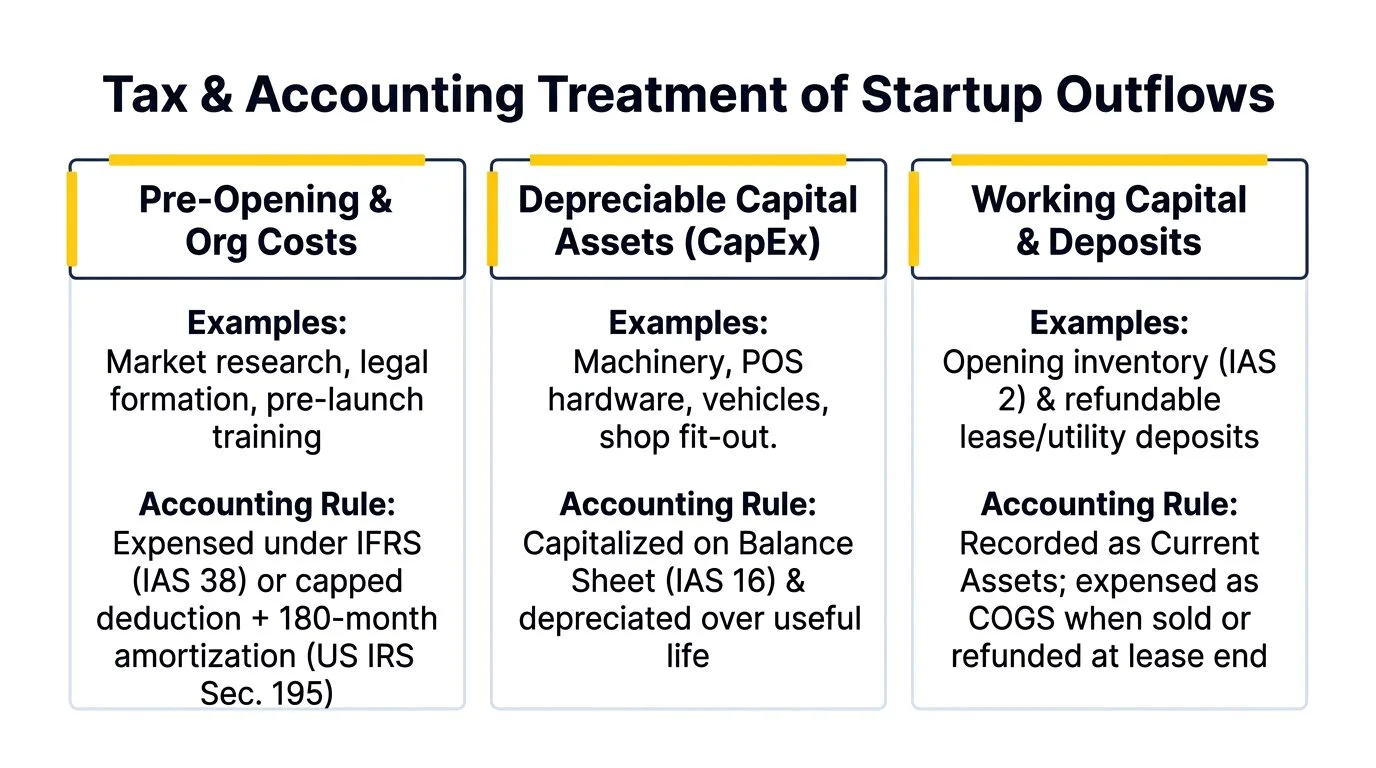 Tax & Accounting Treatment of Startup Outflows
Pre-Opening &
Org Costs
Examples:
Market research, legal
formation, pre-launch
training
Accounting Rule:
Expensed under IFRS
(IAS 38) or capped
deduction + 180-month
amortization (US IRS
Sec. 195)
Depreciable Capital
Assets (CapEx)
Examples:
Machinery, POS
hardware, vehicles,
shop fit-out.
Accounting Rule:
Capitalized on Balance
Sheet (IAS 16) &
depreciated over useful
life
Working Capital
& Deposits
Examples:
Opening inventory (IAS
2) & refundable
lease/utility deposits
Accounting Rule:
Recorded as Current
Assets; expensed as
COGS when sold or
refunded at lease end